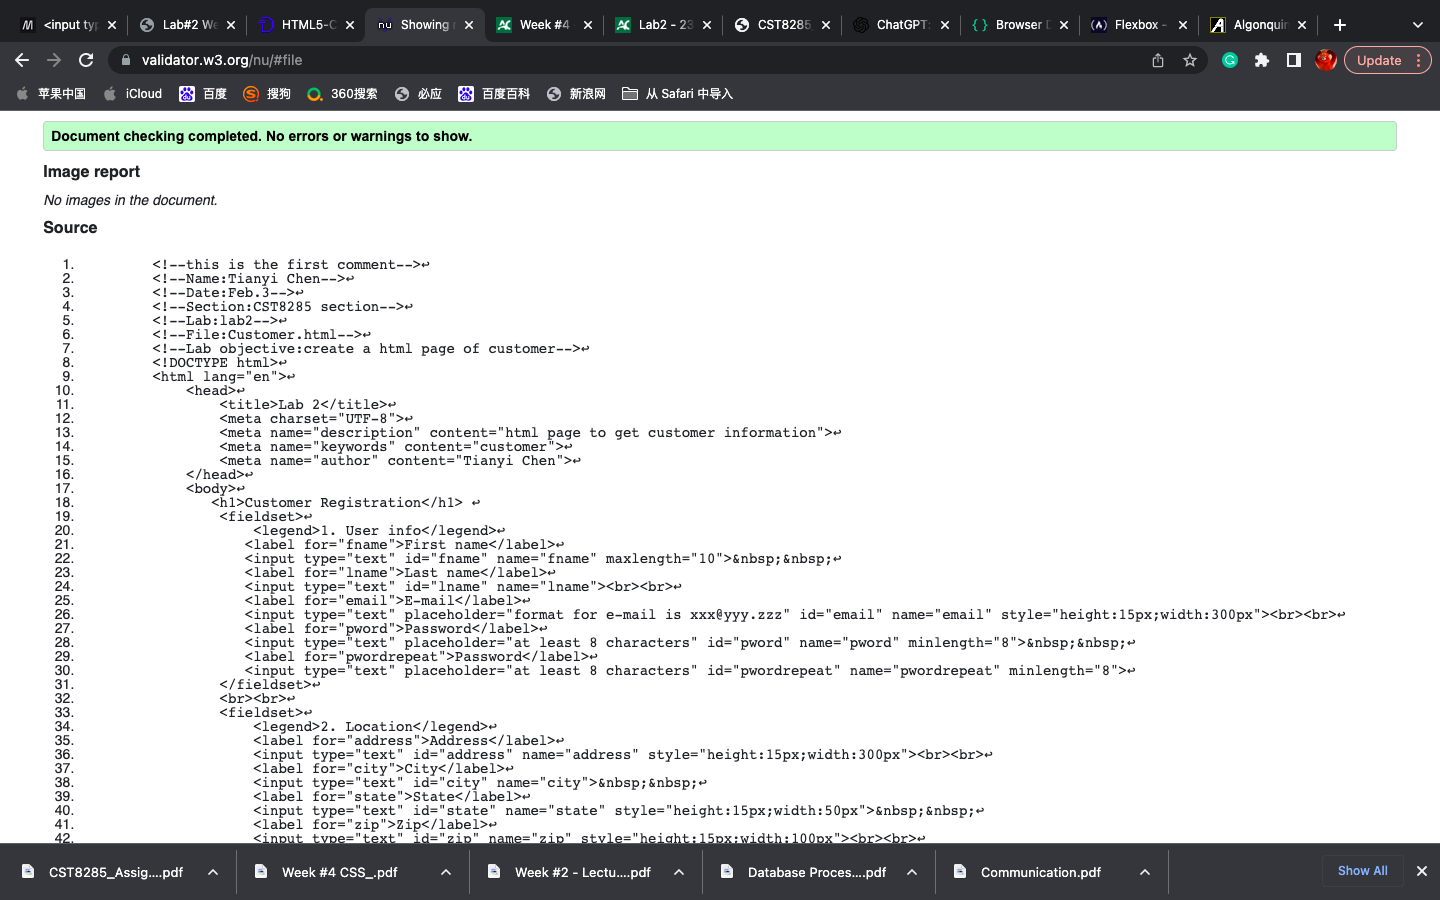 <input typ
Lab#2 We
HTML5-C
Showing r
Week #4
Lab2 - 23
CST8285
ChatGPT:
Browser D
Flexbox -
Algonquin
validator.w3.org/nu/#file
Update
苹果中国
iCloud
百度
搜狗
360搜索
必应
百度百科
新浪网
从 Safari 中导入
Document checking completed. No errors or warnings to show.
Image report
No images in the document.
Source
1. <!--this is the first comment-->↩
2. <!--Name:Tianyi Chen-->↩
3. <!--Date:Feb.3-->↩
4. <!--Section:CST8285 section-->↩
5. <!--Lab:lab2-->↩
6. <!--File:Customer.html-->↩
7. <!--Lab objective:create a html page of customer-->↩
8. <!DOCTYPE html>↩
9. <html lang="en">↩
10. <head>↩
11. <title>Lab 2</title>↩
12. <meta charset="UTF-8">↩
13. <meta name="description" content="html page to get customer information">↩
14. <meta name="keywords" content="customer">↩
15. <meta name="author" content="Tianyi Chen">↩
16. </head>↩
17. <body>↩
18. <h1>Customer Registration</h1> ↩
19. <fieldset>↩
20. <legend>1. User info</legend>↩
21. <label for="fname">First name</label>↩
22. <input type="text" id="fname" name="fname" maxlength="10">&nbsp;&nbsp;↩
23. <label for="lname">Last name</label>↩
24. <input type="text" id="lname" name="lname"><br><br>↩
25. <label for="email">E-mail</label>↩
26. <input type="text" placeholder="format for e-mail is xxx@yyy.zzz" id="email" name="email" style="height:15px;width:300px"><br><br>↩
27. <label for="pword">Password</label>↩
28. <input type="text" placeholder="at least 8 characters" id="pword" name="pword" minlength="8">&nbsp;&nbsp;↩
29. <label for="pwordrepeat">Password</label>↩
30. <input type="text" placeholder="at least 8 characters" id="pwordrepeat" name="pwordrepeat" minlength="8">↩
31. </fieldset>↩
32. <br><br>↩
33. <fieldset>↩
34. <legend>2. Location</legend>↩
35. <label for="address">Address</label>↩
36. <input type="text" id="address" name="address" style="height:15px;width:300px"><br><br>↩
37. <label for="city">City</label>↩
38. <input type="text" id="city" name="city">&nbsp;&nbsp;↩
39. <label for="state">State</label>↩
40. <input type="text" id="state" name="state" style="height:15px;width:50px">&nbsp;&nbsp;↩
41. <label for="zip">Zip</label>↩
42. <input type="text" id="zip" name="zip" style="height:15px;width:100px"><br><br>↩
CST8285_Assig....pdf
Week #4 CSS_.pdf
Week #2 - Lectu....pdf
Database Proces....pdf
Communication.pdf
Show All